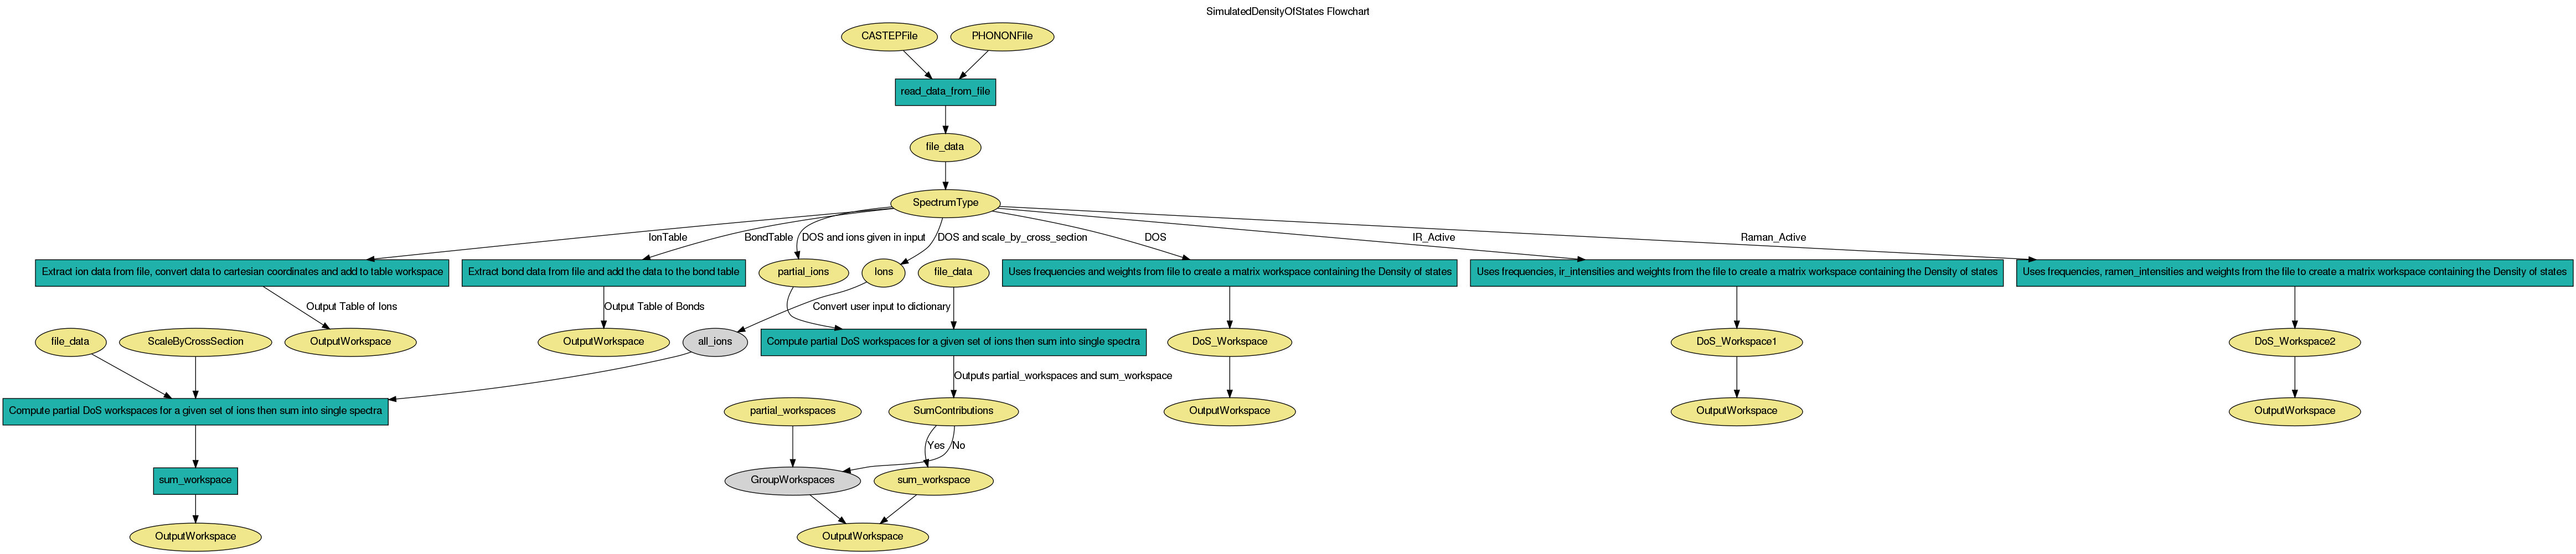 SimulatedDensityOfStates Flowchart
CASTEPFile
PHONONFile
read_data_from_file
file_data
SpectrumType
IonTable
BondTable
DOS and ions given in input
DOS and scale_by_cross_section
DOS
IR_Active
Raman_Active
Extract ion data from file, convert data to cartesian coordinates and add to table workspace
Extract bond data from file and add the data to the bond table
partial_ions
Ions
file_data
Uses frequencies and weights from file to create a matrix workspace containing the Density of states
Uses frequencies, ir_intensities and weights from the file to create a matrix workspace containing the Density of states
Uses frequencies, ramen_intensities and weights from the file to create a matrix workspace containing the Density of states
Output Table of Ions
Output Table of Bonds
Convert user input to dictionary
file_data
ScaleByCrossSection
OutputWorkspace
OutputWorkspace
all_ions
Compute partial DoS workspaces for a given set of ions then sum into single spectra
DoS_Workspace
DoS_Workspace1
DoS_Workspace2
Outputs partial_workspaces and sum_workspace
Compute partial DoS workspaces for a given set of ions then sum into single spectra
partial_workspaces
SumContributions
OutputWorkspace
OutputWorkspace
OutputWorkspace
Yes
No
sum_workspace
GroupWorkspaces
sum_workspace
OutputWorkspace
OutputWorkspace